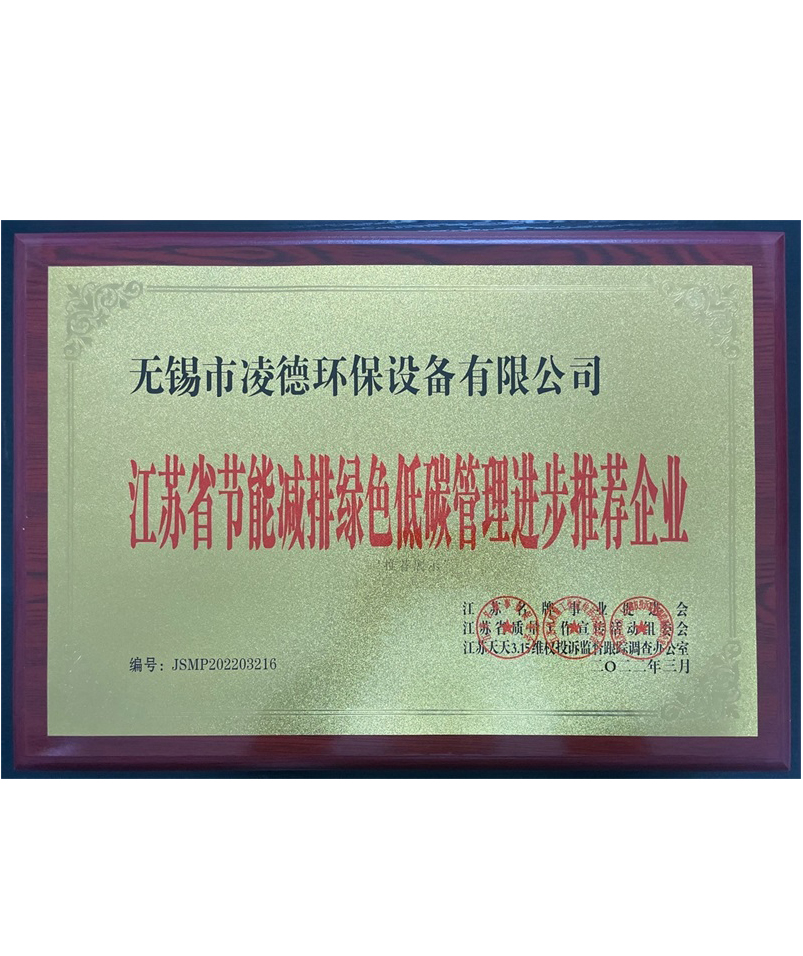 无锡市凌德环保设备有限公司
江苏省节能减排绿色低碳管理进步推荐企业
江苏名牌事业促进会
江苏省质量工作宣传活动组委会
江苏天天3.15维权投诉监督跟踪调查办公室
编号：JSMP202203216
二〇二二年三月